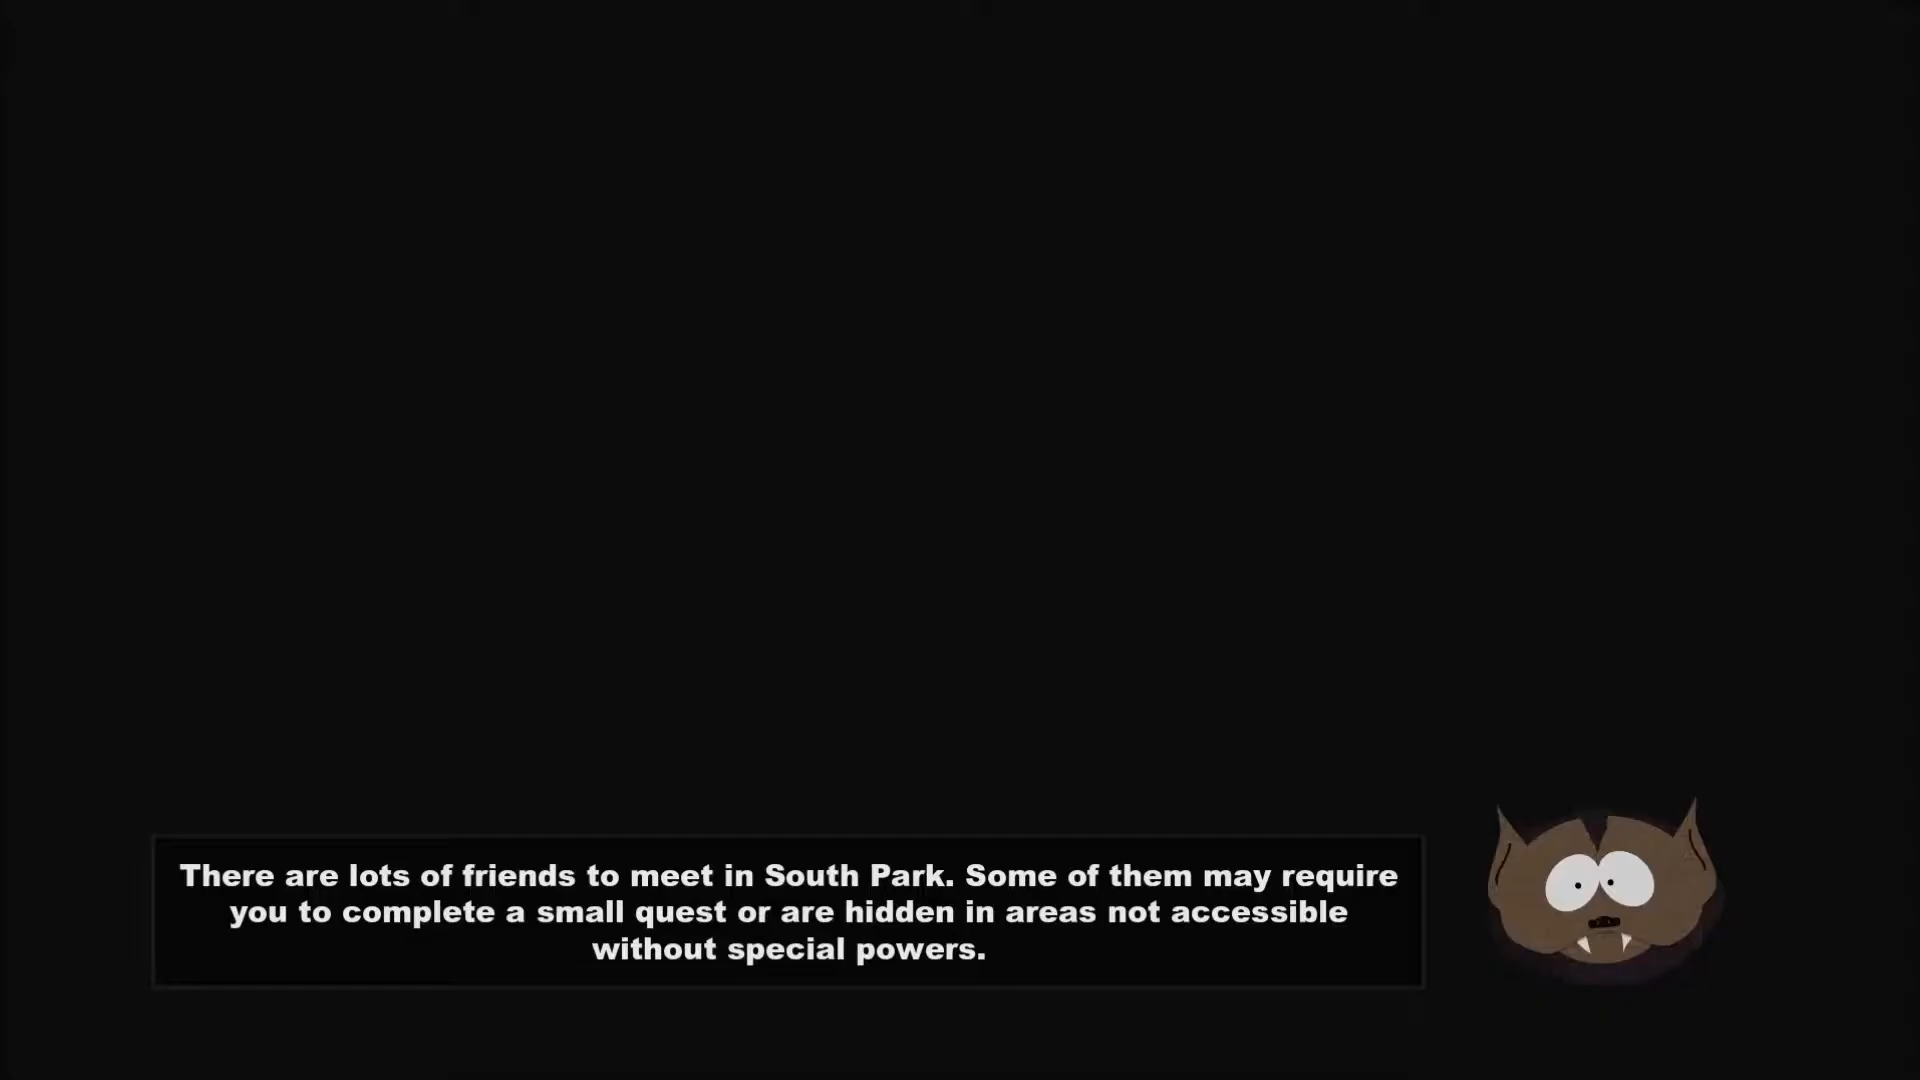 There are lots of friends to meet in South Park. Some of them may require
you to complete a small quest or are hidden in areas not accessible
without special powers.